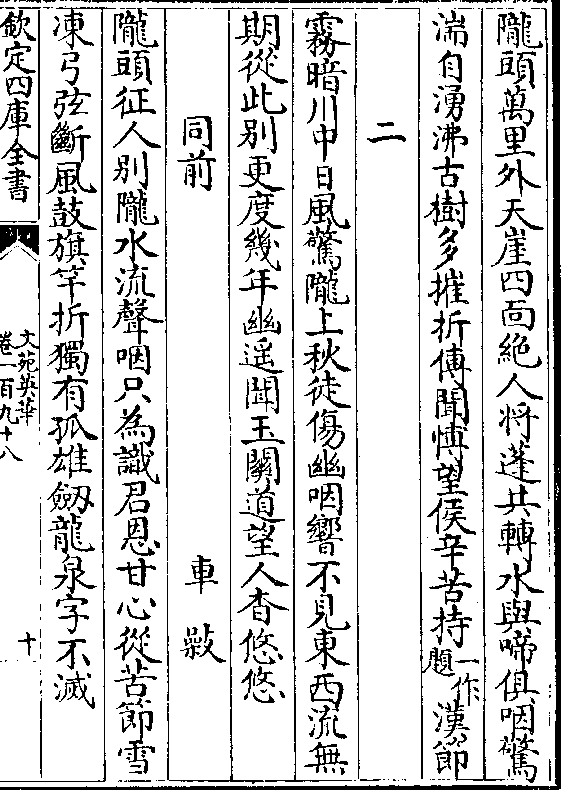 隴頭萬里外天崖四面絶人將蓬共轉水與啼俱咽驚
湍自湧沸古樹多摧折傅聞博望侯辛苦持一作題漢節
二
霧暗川中日風驚隴上秋徒傷幽咽響不見東西流無
期從此别更度幾年幽遥聞玉關道望人杳悠悠
同前 車㪥
隴頭征人别隴水流聲咽只為識君恩甘心從苦節雪
凍弓弦斷風鼓旗竿折獨有孤雄劔龍泉字不滅
欽定四庫全書
文苑英華
卷一百九十八
十